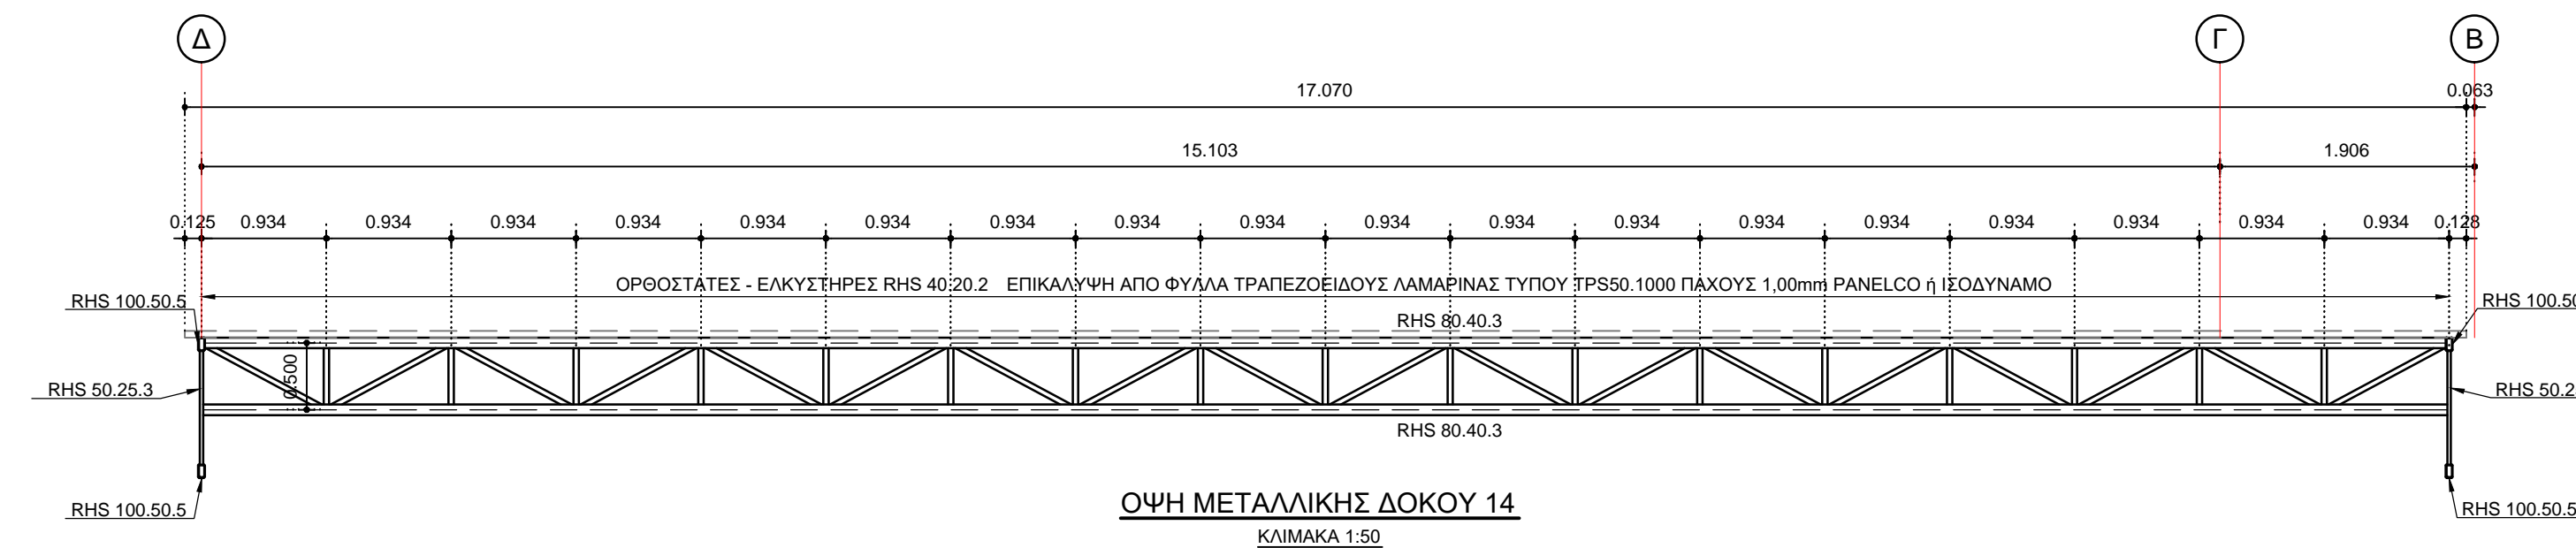 Δ Γ Β
17.070 0.063
15.103 1.906
0.125 0.934 0.934 0.934 0.934 0.934 0.934 0.934 0.934 0.934 0.934 0.934 0.934 0.934 0.934 0.934 0.934 0.934 0.934 0.128
ΟΡΘΟΣΤΑΤΕΣ - ΕΛΚΥΣΤΗΡΕΣ RHS 40.20.2 ΕΠΙΚΑΛΥΨΗ ΑΠΟ ΦΥΛΛΑ ΤΡΑΠΕΖΟΕΙΔΟΥΣ ΛΑΜΑΡΙΝΑΣ ΤΥΠΟΥ TPS50.1000 ΠΑΧΟΥΣ 1,00mm PANELCO ή ΙΣΟΔΥΝΑΜΟ
RHS 100.50.5 RHS 100.50
RHS 80.40.3
0.500
RHS 50.25.3 RHS 50.2
RHS 80.40.3
RHS 100.50.5 RHS 100.50.5
ΟΨΗ ΜΕΤΑΛΛΙΚΗΣ ΔΟΚΟΥ 14
ΚΛΙΜΑΚΑ 1:50